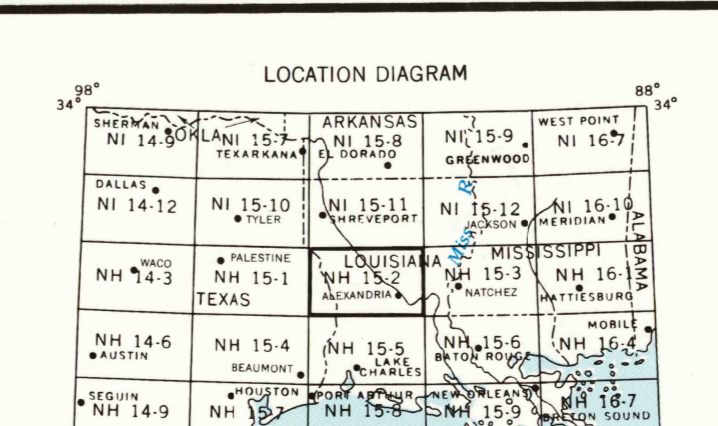 LOCATION DIAGRAM
98° 88°
34° 34°
SHERMAN NI 14-9
OKLA
NI 15-7 TEXARKANA
ARKANSAS
NI 15-8
EL DORADO
NI 15-9
GREENWOOD
WEST POINT
NI 16-7
DALLAS
NI 14-12
NI 15-10
TYLER
NI 15-11
SHREVEPORT
Miss R
NI 15-12
JACKSON
NI 16-10
MERIDIAN
ALABAMA
WACO
NH 14-3
PALESTINE
NH 15-1
TEXAS
LOUISIANA
NH 15-2
ALEXANDRIA
MISSISSIPPI
NH 15-3
NATCHEZ
NH 16-1
HATTIESBURG
NH 14-6
AUSTIN
NH 15-4
BEAUMONT
NH 15-5
LAKE
CHARLES
NH 15-6
BATON ROUGE
MOBILE
NH 16-4
SEGUIN
NH 14-9
HOUSTON
NH 15-7
PORT ARTHUR
NH 15-8
NEW ORLEANS
NH 15-9
NH 16-7
BRETON SOUND